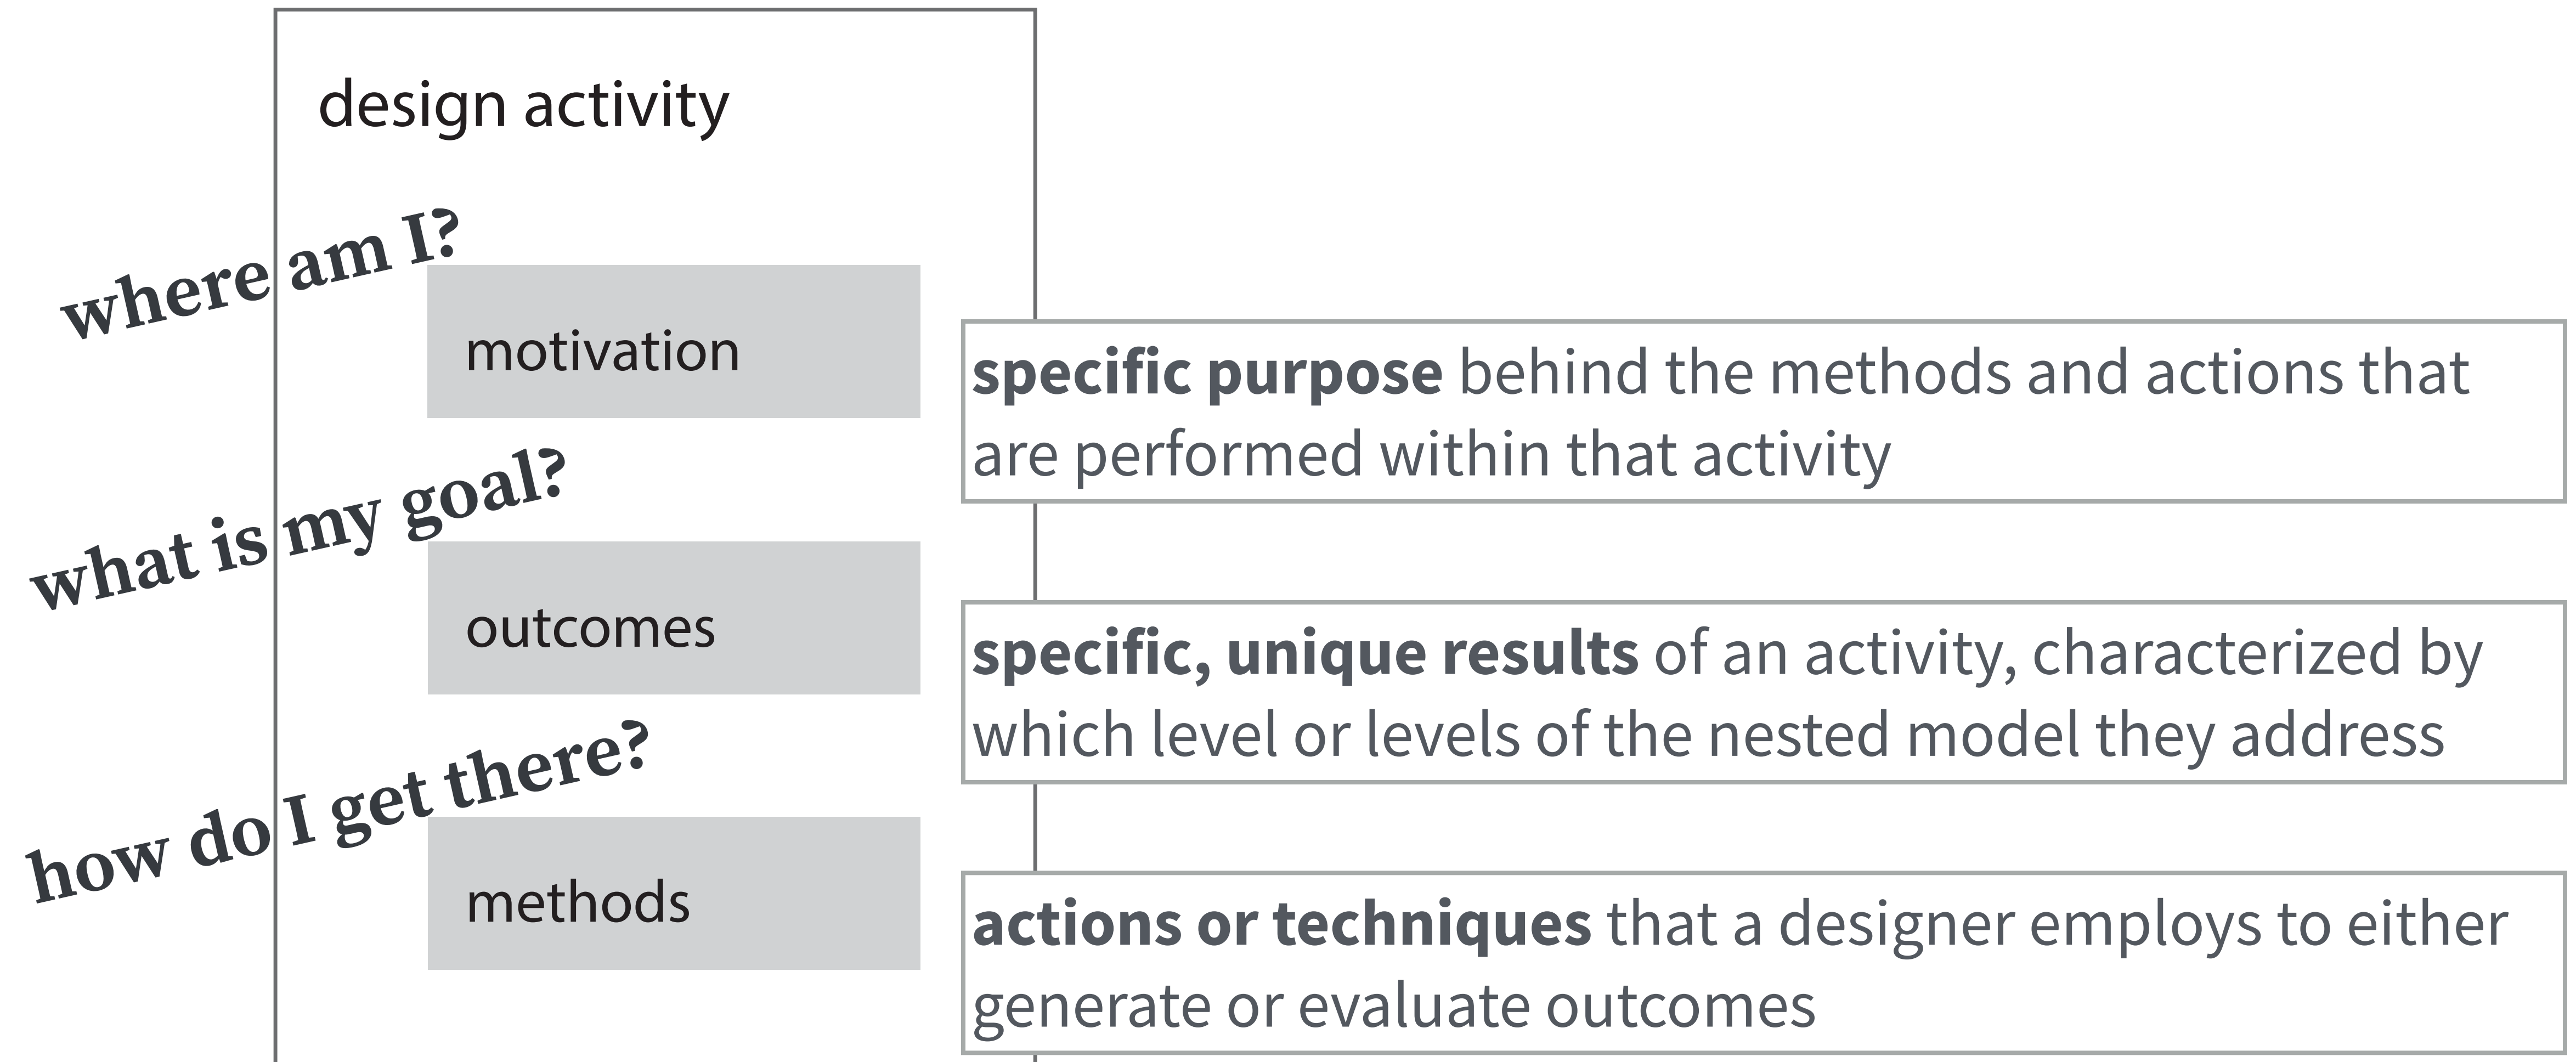 design activity
where am I?
motivation
specific purpose behind the methods and actions that
are performed within that activity
what is my goal?
outcomes
specific, unique results of an activity, characterized by
which level or levels of the nested model they address
how do I get there?
methods
actions or techniques that a designer employs to either
generate or evaluate outcomes